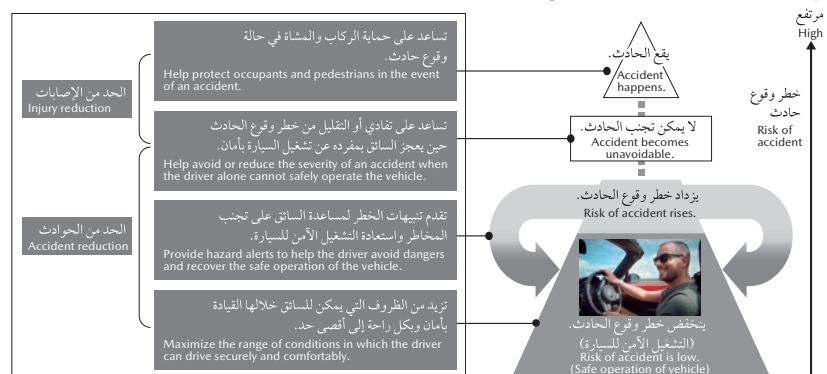 الحد من الإصابات
Injury reduction
الحد من الحوادث
Accident reduction
تساعد على حماية الركاب والمشاة في حالة
وقوع حادث.
Help protect occupants and pedestrians in the event
of an accident.
تساعد على تفادي أو التقليل من خطر وقوع الحادث
حين يعجز السائق بمفرده عن تشغيل السيارة بأمان.
Help avoid or reduce the severity of an accident when
the driver alone cannot safely operate the vehicle.
تقدم تنبيهات الخطر لمساعدة السائق على تجنب
المخاطر واستعادة التشغيل الآمن للسيارة.
Provide hazard alerts to help the driver avoid dangers
and recover the safe operation of the vehicle.
تزيد من الظروف التي يمكن للسائق خلالها القيادة
بأمان وبكل راحة إلى أقصى حد.
Maximize the range of conditions in which the driver
can drive securely and comfortably.
يقع الحادث.
Accident
happens.
لا يمكن تجنب الحادث.
Accident becomes
unavoidable.
يزداد خطر وقوع الحادث.
Risk of accident rises.
ينخفض خطر وقوع الحادث.
(التشغيل الآمن للسيارة)
Risk of accident is low.
(Safe operation of vehicle)
مرتفع
High
خطر وقوع
حادث
Risk of
accident